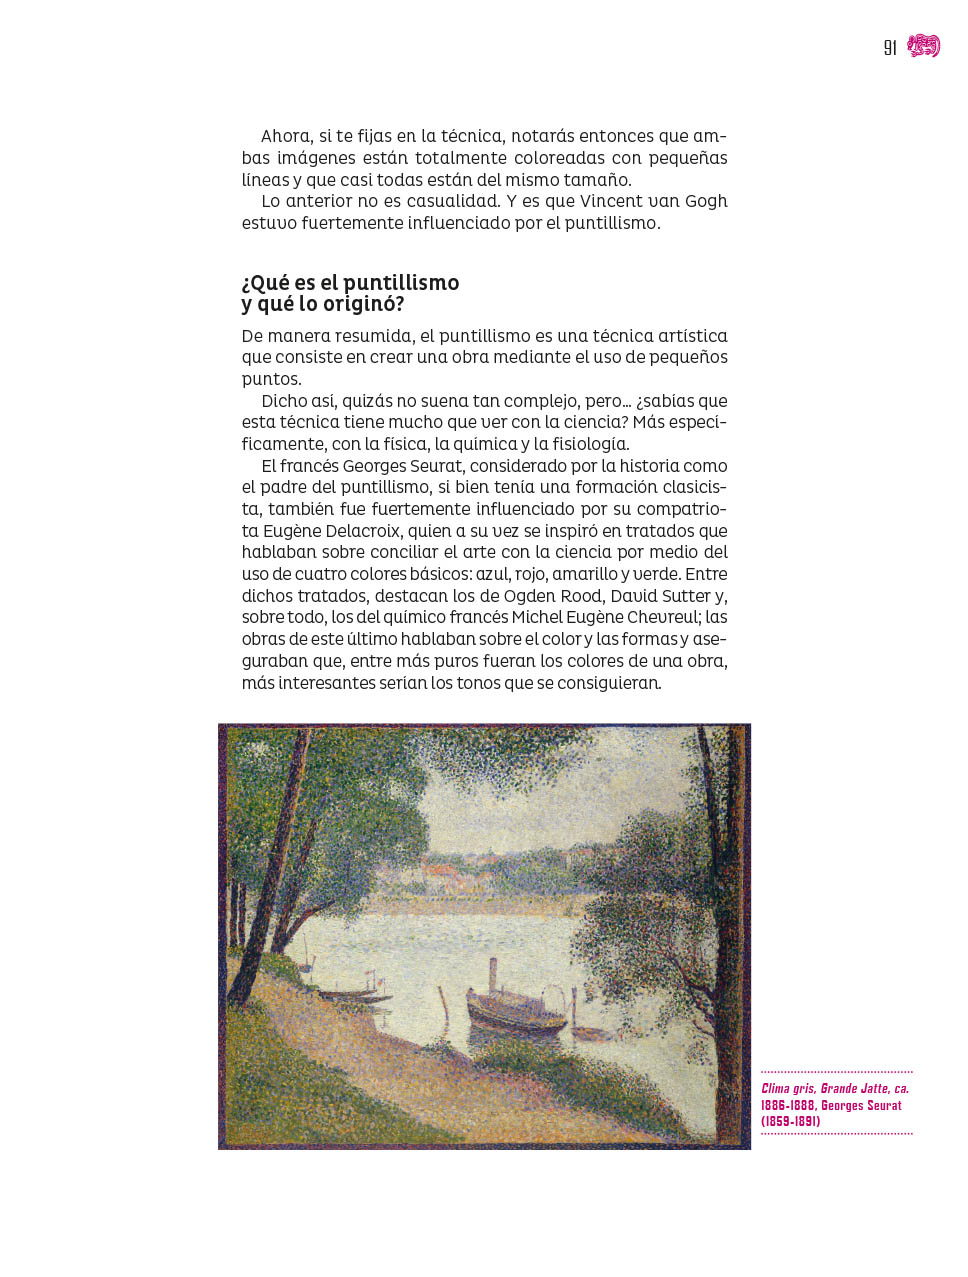 91
Ahora, si te fijas en la técnica, notarás entonces que am-
bas imágenes están totalmente coloreadas con pequeñas
líneas y que casi todas están del mismo tamaño.
Lo anterior no es casualidad. Y es que Vincent van Gogh
estuvo fuertemente influenciado por el puntillismo.
¿Qué es el puntillismo
y qué lo originó?
De manera resumida, el puntillismo es una técnica artística
que consiste en crear una obra mediante el uso de pequeños
puntos.
Dicho así, quizás no suena tan complejo, pero… ¿sabías que
esta técnica tiene mucho que ver con la ciencia? Más especí-
ficamente, con la física, la química y la fisiología.
El francés Georges Seurat, considerado por la historia como
el padre del puntillismo, si bien tenía una formación clasicis-
ta, también fue fuertemente influenciado por su compatrio-
ta Eugène Delacroix, quien a su vez se inspiró en tratados que
hablaban sobre conciliar el arte con la ciencia por medio del
uso de cuatro colores básicos: azul, rojo, amarillo y verde. Entre
dichos tratados, destacan los de Ogden Rood, David Sutter y,
sobre todo, los del químico francés Michel Eugène Chevreul; las
obras de este último hablaban sobre el color y las formas y ase-
guraban que, entre más puros fueran los colores de una obra,
más interesantes serían los tonos que se consiguieran.
Clima gris, Grande Jatte, ca.
1886-1888, Georges Seurat
(1859-1891)